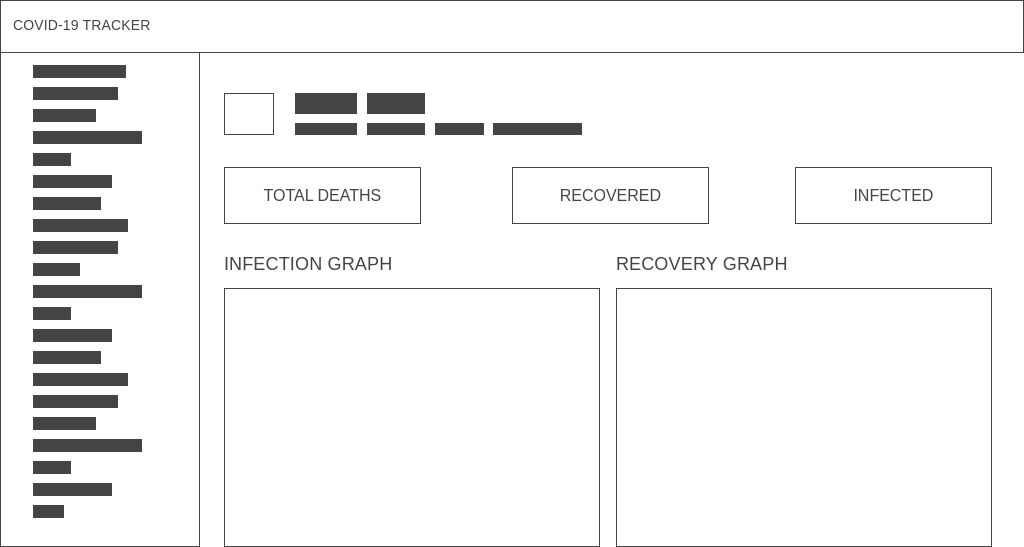 COVID-19 TRACKER
TOTAL DEATHS
RECOVERED
INFECTED
INFECTION GRAPH
RECOVERY GRAPH